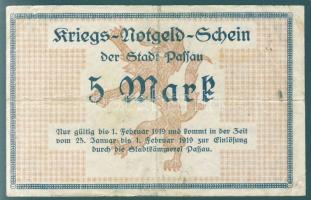 Kriegs-Notgeld-Schein
der Stadt Passau
5 Mark
Nur gültig bis 1. Februar 1919 und kommt in der Zeit
vom 25. Januar bis 1. Februar 1919 zur Einlösung
durch die Stadtkämmerei Passau.